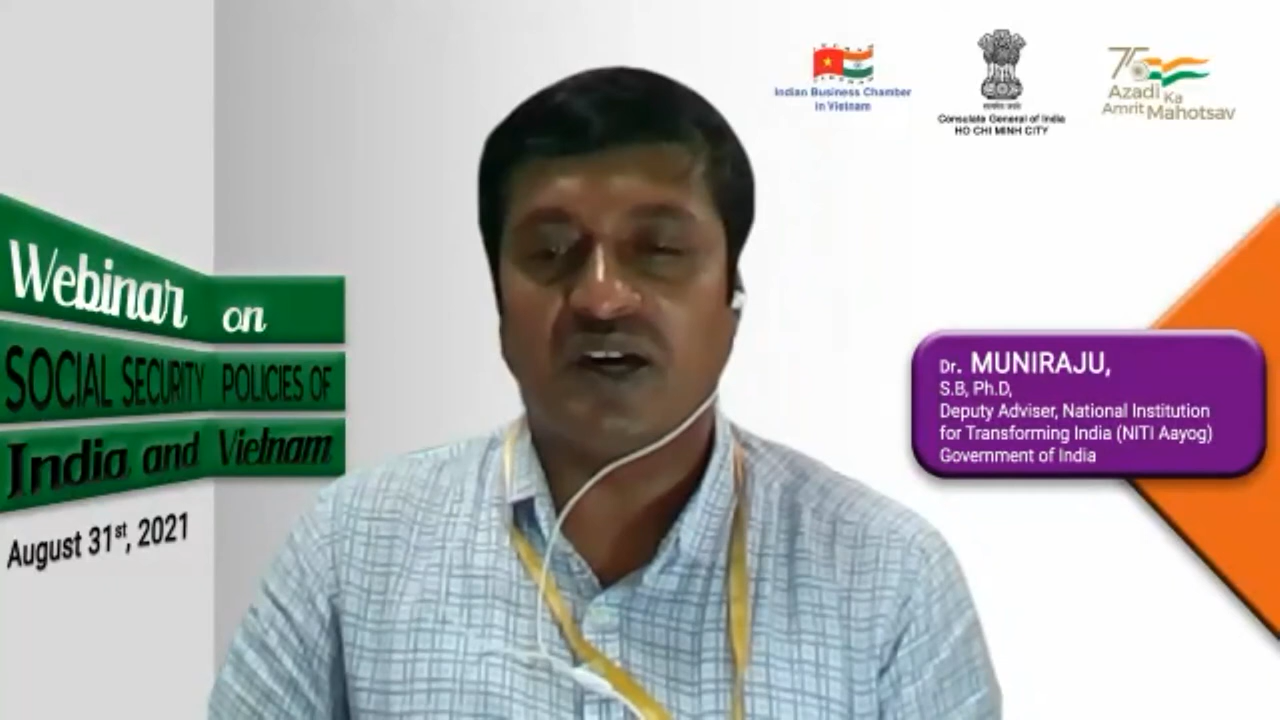 Webinar on
SOCIAL SECURITY POLICIES OF
India and Vietnam
August 31st, 2021
Indian Business Chamber
in Vietnam
Consulate General of India
HO CHI MINH CITY
75
Azadi Ka
Amrit Mahotsav
Dr. MUNIRAJU,
S.B, Ph.D,
Deputy Adviser, National Institution
for Transforming India (NITI Aayog)
Government of India